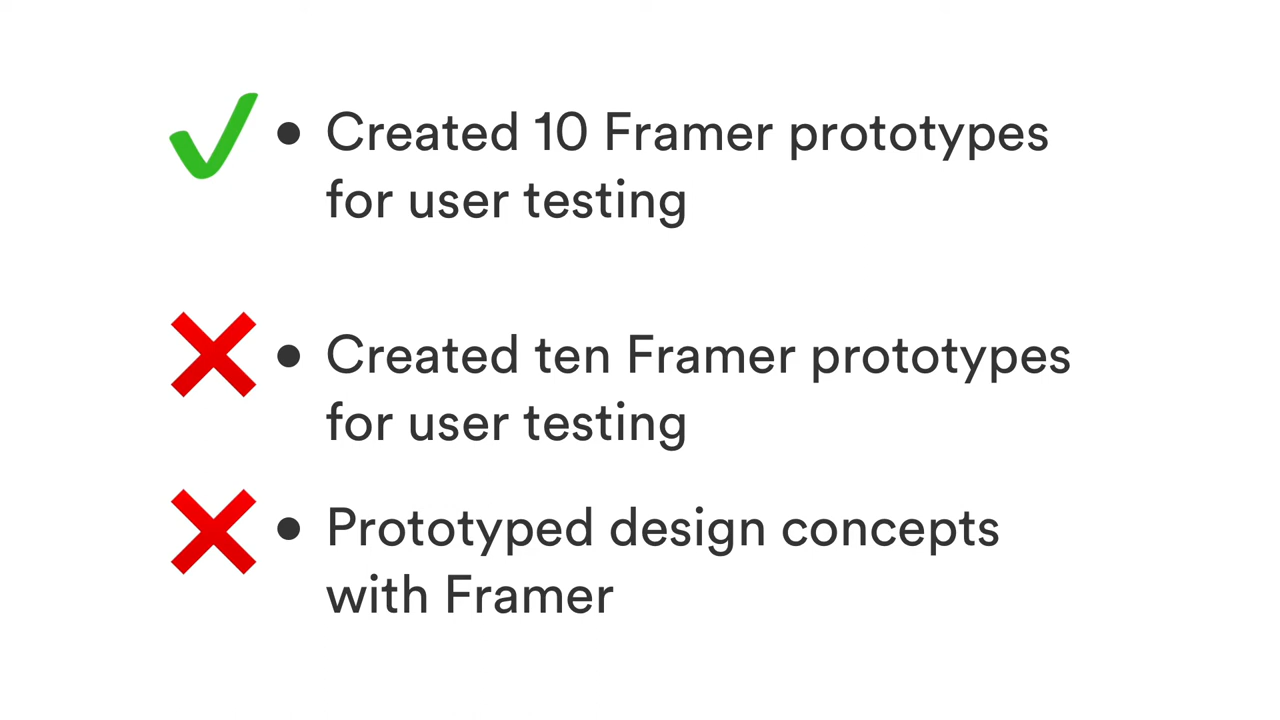 • Created 10 Framer prototypes
for user testing
• Created ten Framer prototypes
for user testing
• Prototyped design concepts
with Framer